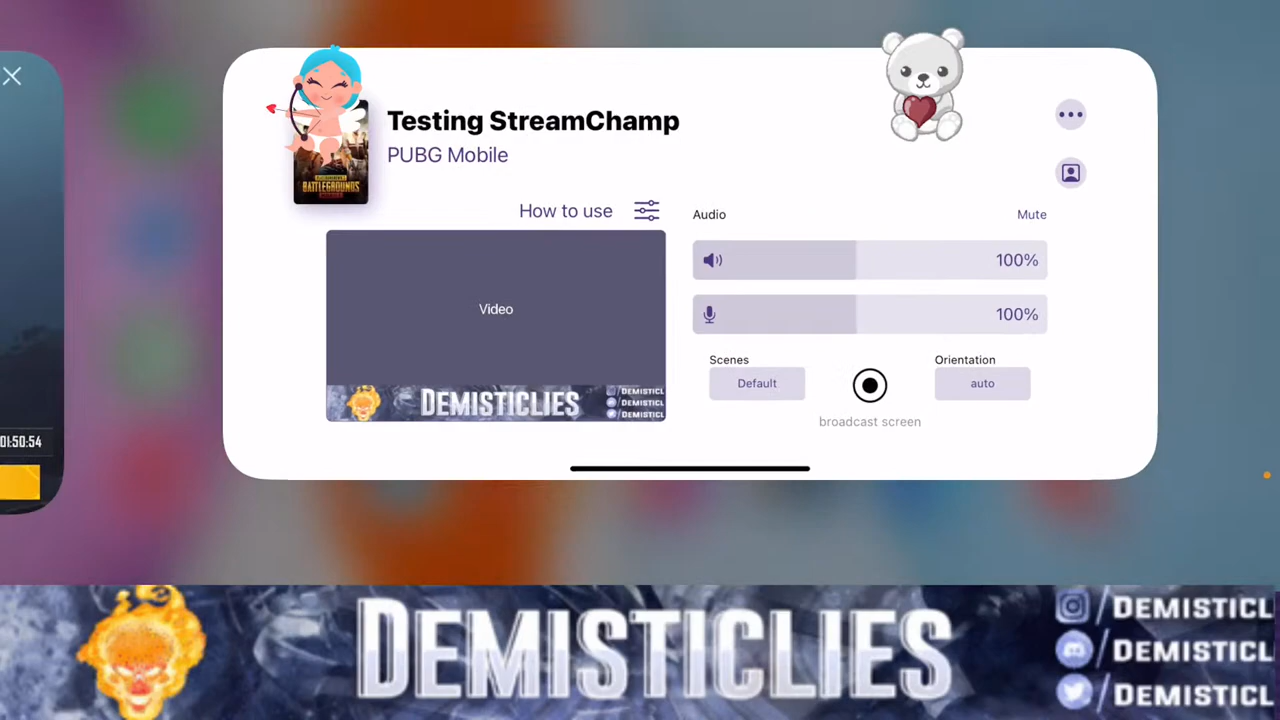 Testing StreamChamp
PUBG Mobile
BATTLEGROUNDS
How to use
Audio
Mute
100%
100%
Video
DEMISTICLIES
/DEMISTICL
/DEMISTICL
/DEMISTICL
Scenes
Default
Orientation
auto
broadcast screen
01:50:54
DEMISTICLIES
/DEMISTICL
/DEMISTICL
/DEMISTICL